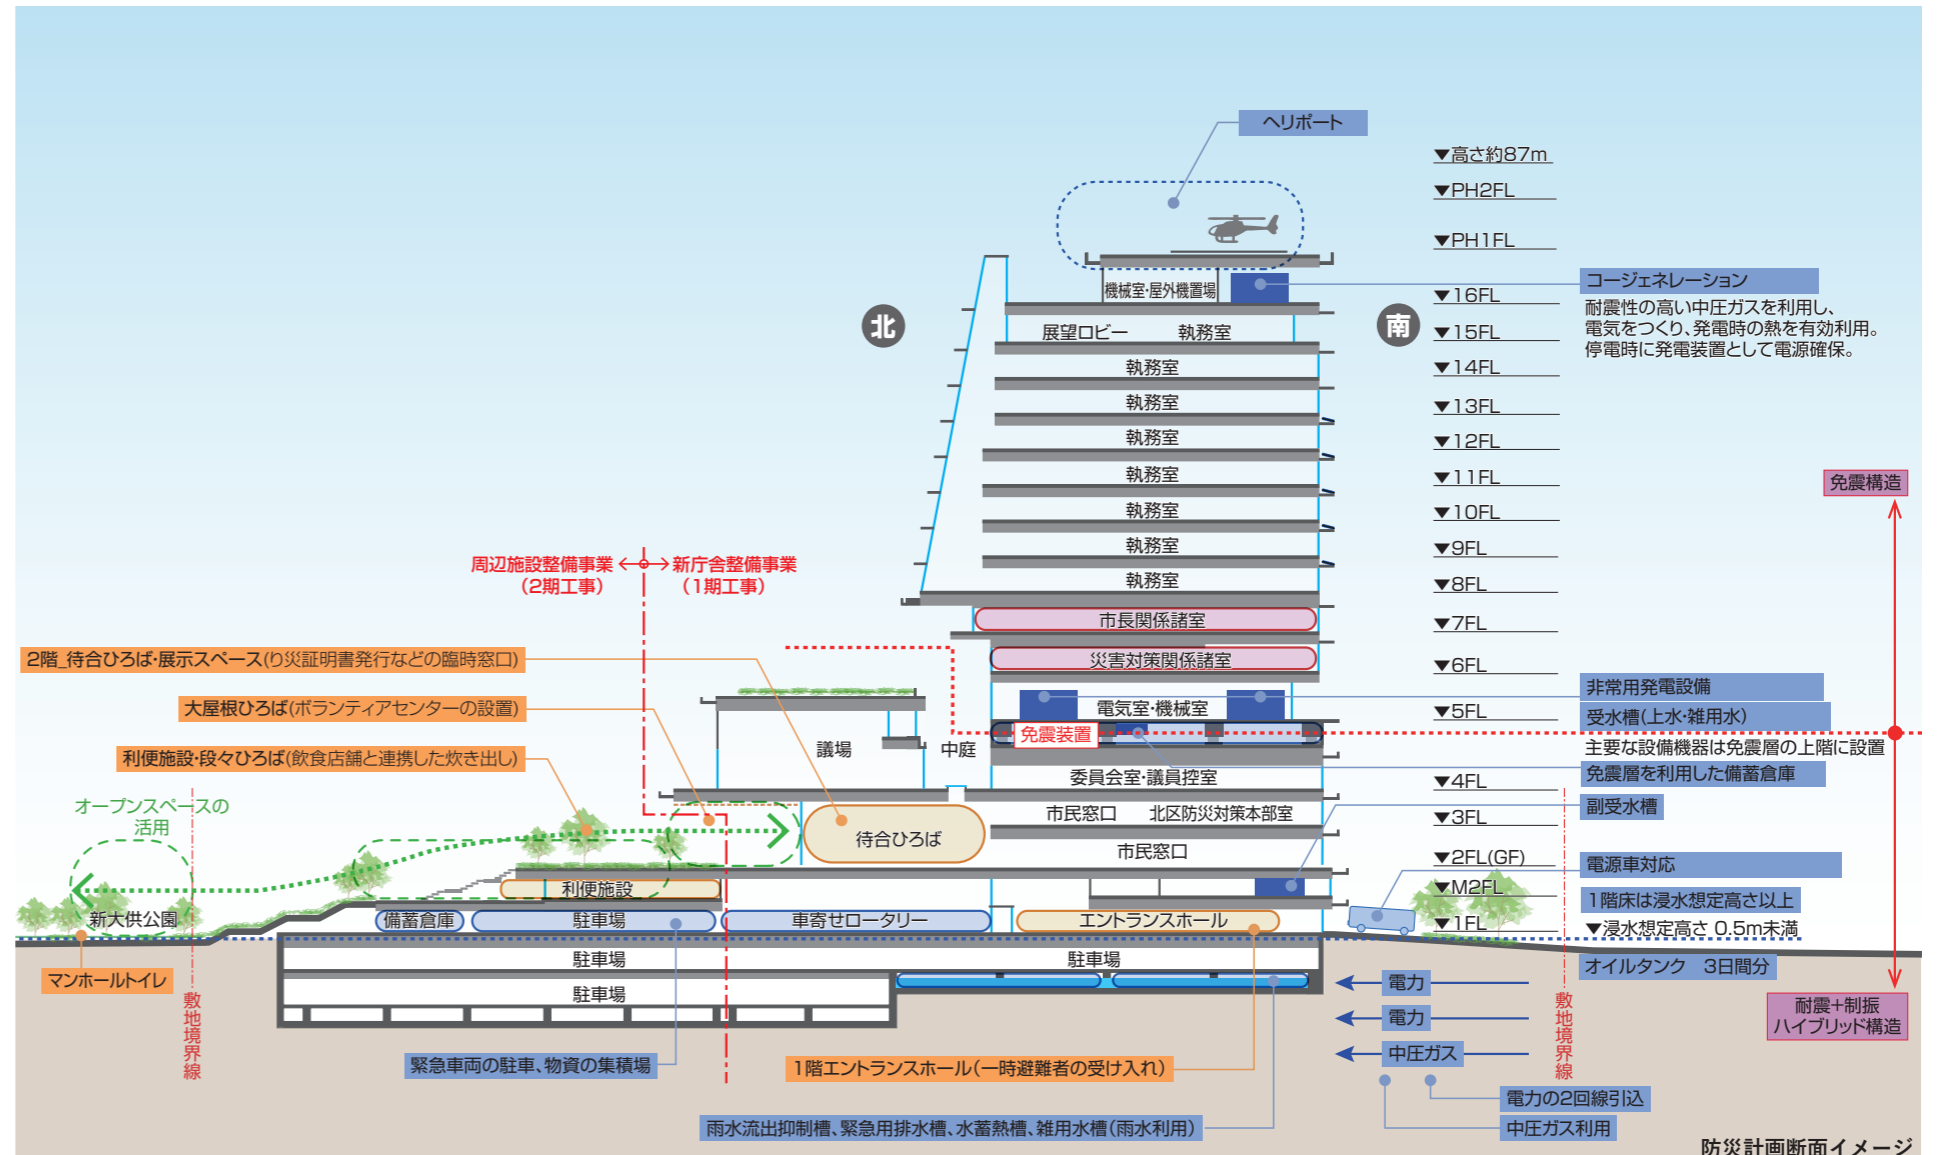 ヘリポート
▼高さ約87m
▼PH2FL
▼PH1FL
▼16FL
▼15FL
▼14FL
▼13FL
▼12FL
▼11FL
▼10FL
▼9FL
▼8FL
▼7FL
▼6FL
▼5FL
▼4FL
▼3FL
▼2FL(GF)
▼M2FL
▼1FL
北
南
機械室・屋外機置場
展望ロビー
執務室
執務室
執務室
執務室
執務室
執務室
執務室
執務室
市長関係諸室
災害対策関係諸室
電気室・機械室
免震装置
議場
中庭
委員会室・議員控室
市民窓口
北区防災対策本部室
待合ひろば
市民窓口
利便施設
備蓄倉庫
駐車場
車寄せロータリー
エントランスホール
駐車場
駐車場
駐車場
コージェネレーション
耐震性の高い中圧ガスを利用し、
電気をつくり、発電時の熱を有効利用。
停電時に発電装置として電源確保。
免震構造
非常用発電設備
受水槽(上水・雑用水)
主要な設備機器は免震層の上階に設置
免震層を利用した備蓄倉庫
副受水槽
電源車対応
1階床は浸水想定高さ以上
▼浸水想定高さ 0.5m未満
オイルタンク 3日間分
耐震+制振
ハイブリッド構造
周辺施設整備事業
(2期工事)
新庁舎整備事業
(1期工事)
2階_待合ひろば・展示スペース(り災証明書発行などの臨時窓口)
大屋根ひろば(ボランティアセンターの設置)
利便施設・段々ひろば(飲食店舗と連携した炊き出し)
オープンスペースの
活用
新大供公園
マンホールトイレ
敷地境界線
敷地境界線
緊急車両の駐車、物資の集積場
1階エントランスホール(一時避難者の受け入れ)
雨水流出抑制槽、緊急用排水槽、水蓄熱槽、雑用水槽(雨水利用)
電力
電力
中圧ガス
電力の2回線引込
中圧ガス利用
防災計画断面イメージ